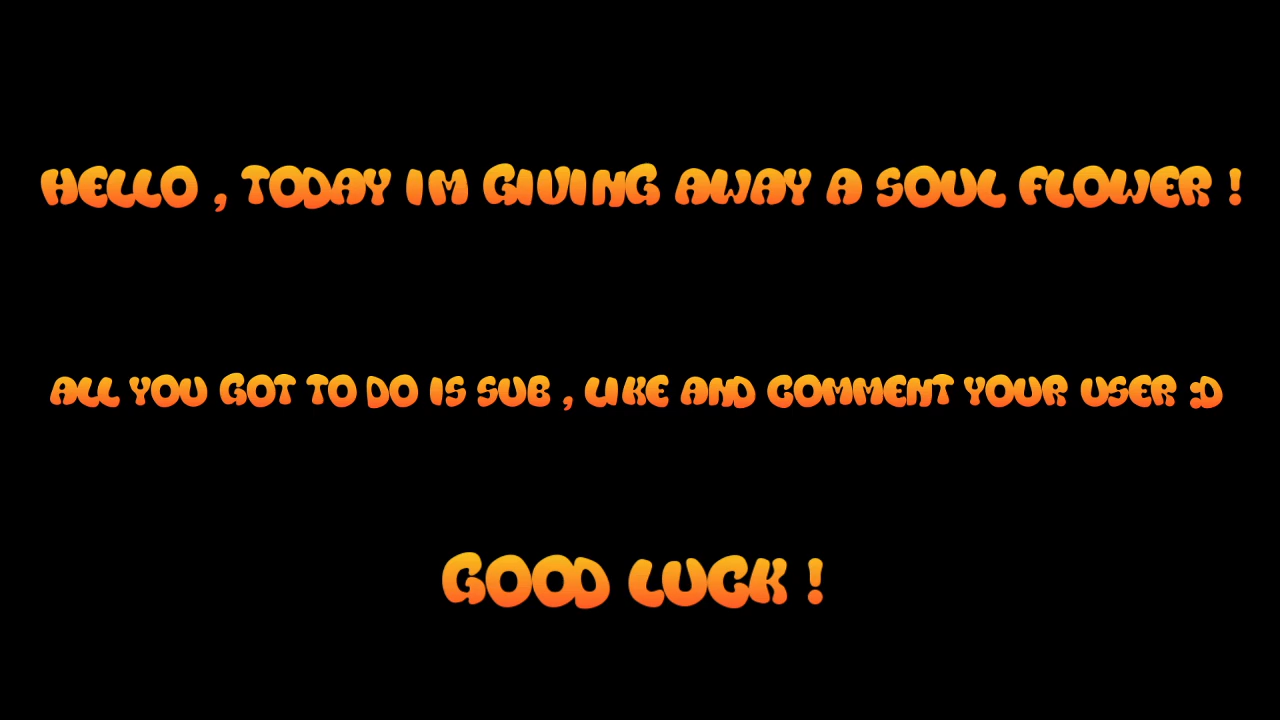 HELLO , TODAY IM GIVING AWAY A SOUL FLOWER !
ALL YOU GOT TO DO IS SUB , LIKE AND COMMENT YOUR USER :D
GOOD LUCK !